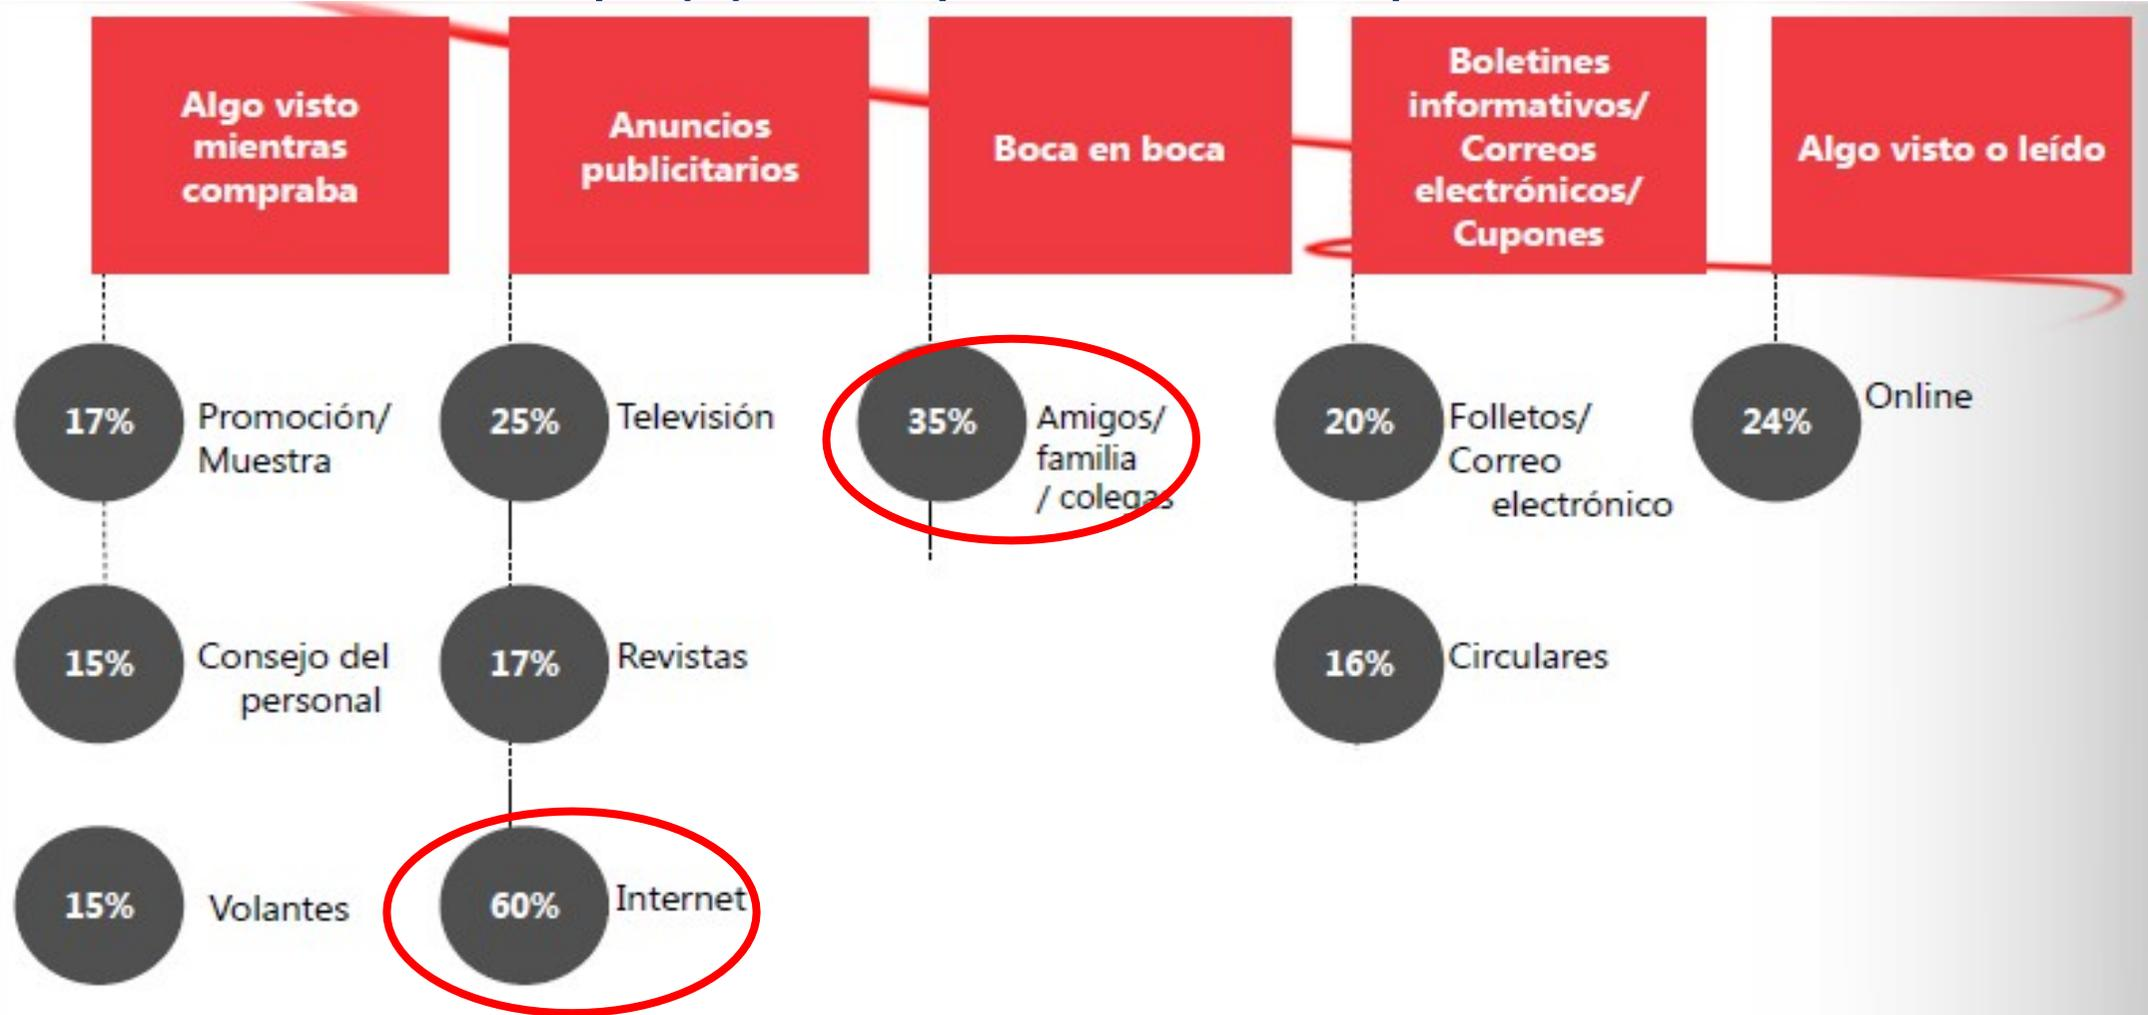 Algo visto
mientras
compraba
Anuncios
publicitarios
Boca en boca
Boletines
informativos/
Correos
electrónicos/
Cupones
Algo visto o leído
17%
Promoción/
Muestra
25%
Televisión
35%
Amigos/
familia
/ colegas
20%
Folletos/
Correo
electrónico
24%
Online
15%
Consejo del
personal
17%
Revistas
16%
Circulares
15%
Volantes
60%
Internet